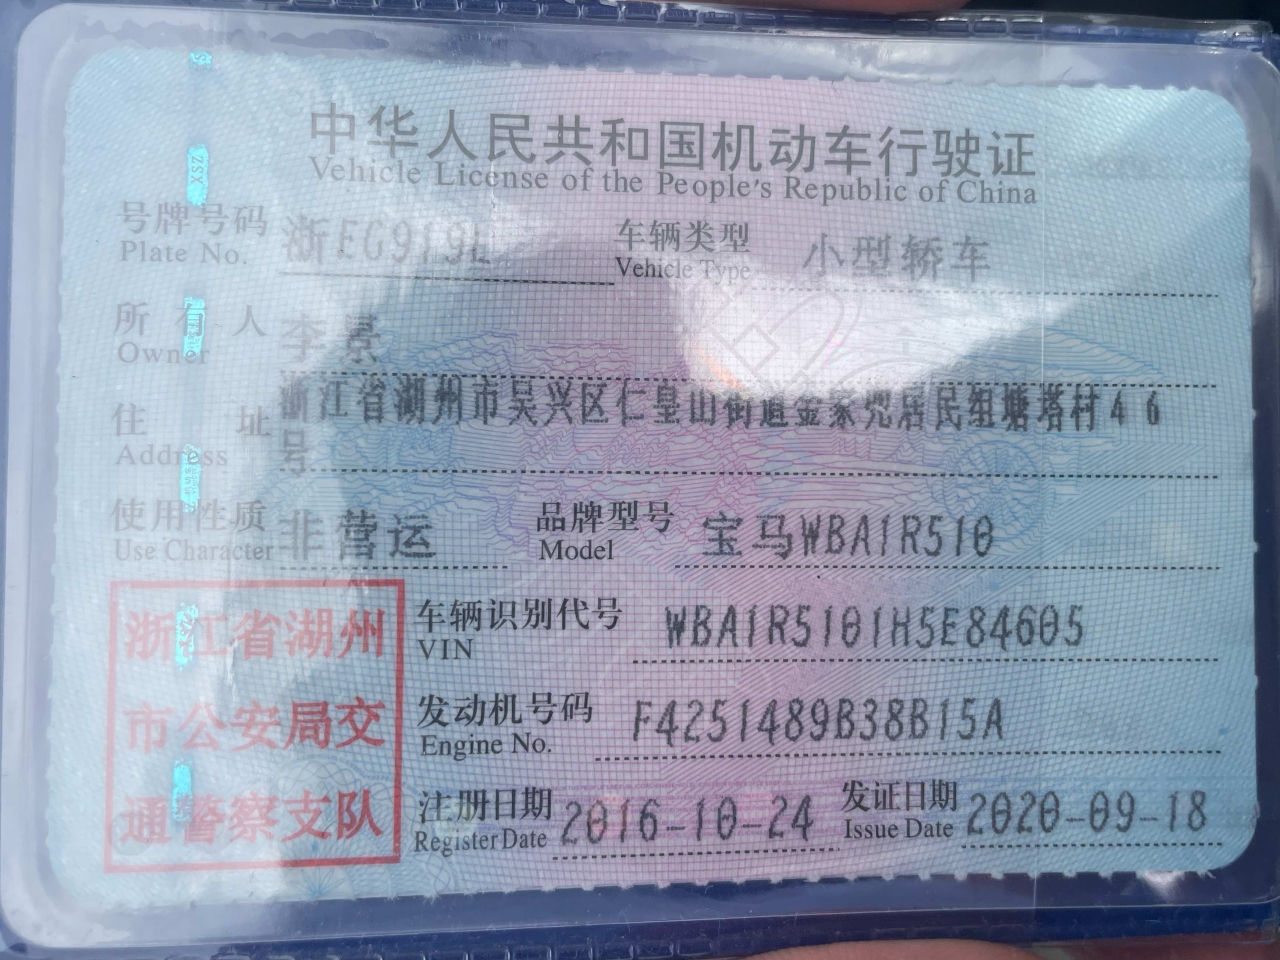 中华人民共和国机动车行驶证
Vehicle License of the People's Republic of China
号牌号码 浙EG919L 车辆类型 小型轿车
Plate No. Vehicle Type
所有人 李景
Owner
住址 浙江省湖州市吴兴区仁皇山街道金家兜居民组塘塔村46
Address 号
使用性质 非营运 品牌型号 宝马WBA1R510
Use Character Model
浙江省湖州
市公安局交
通警察支队
车辆识别代号 WBA1R5101H5E84605
VIN
发动机号码 F4251489B38B15A
Engine No.
注册日期 2016-10-24 发证日期 2020-09-18
Register Date Issue Date